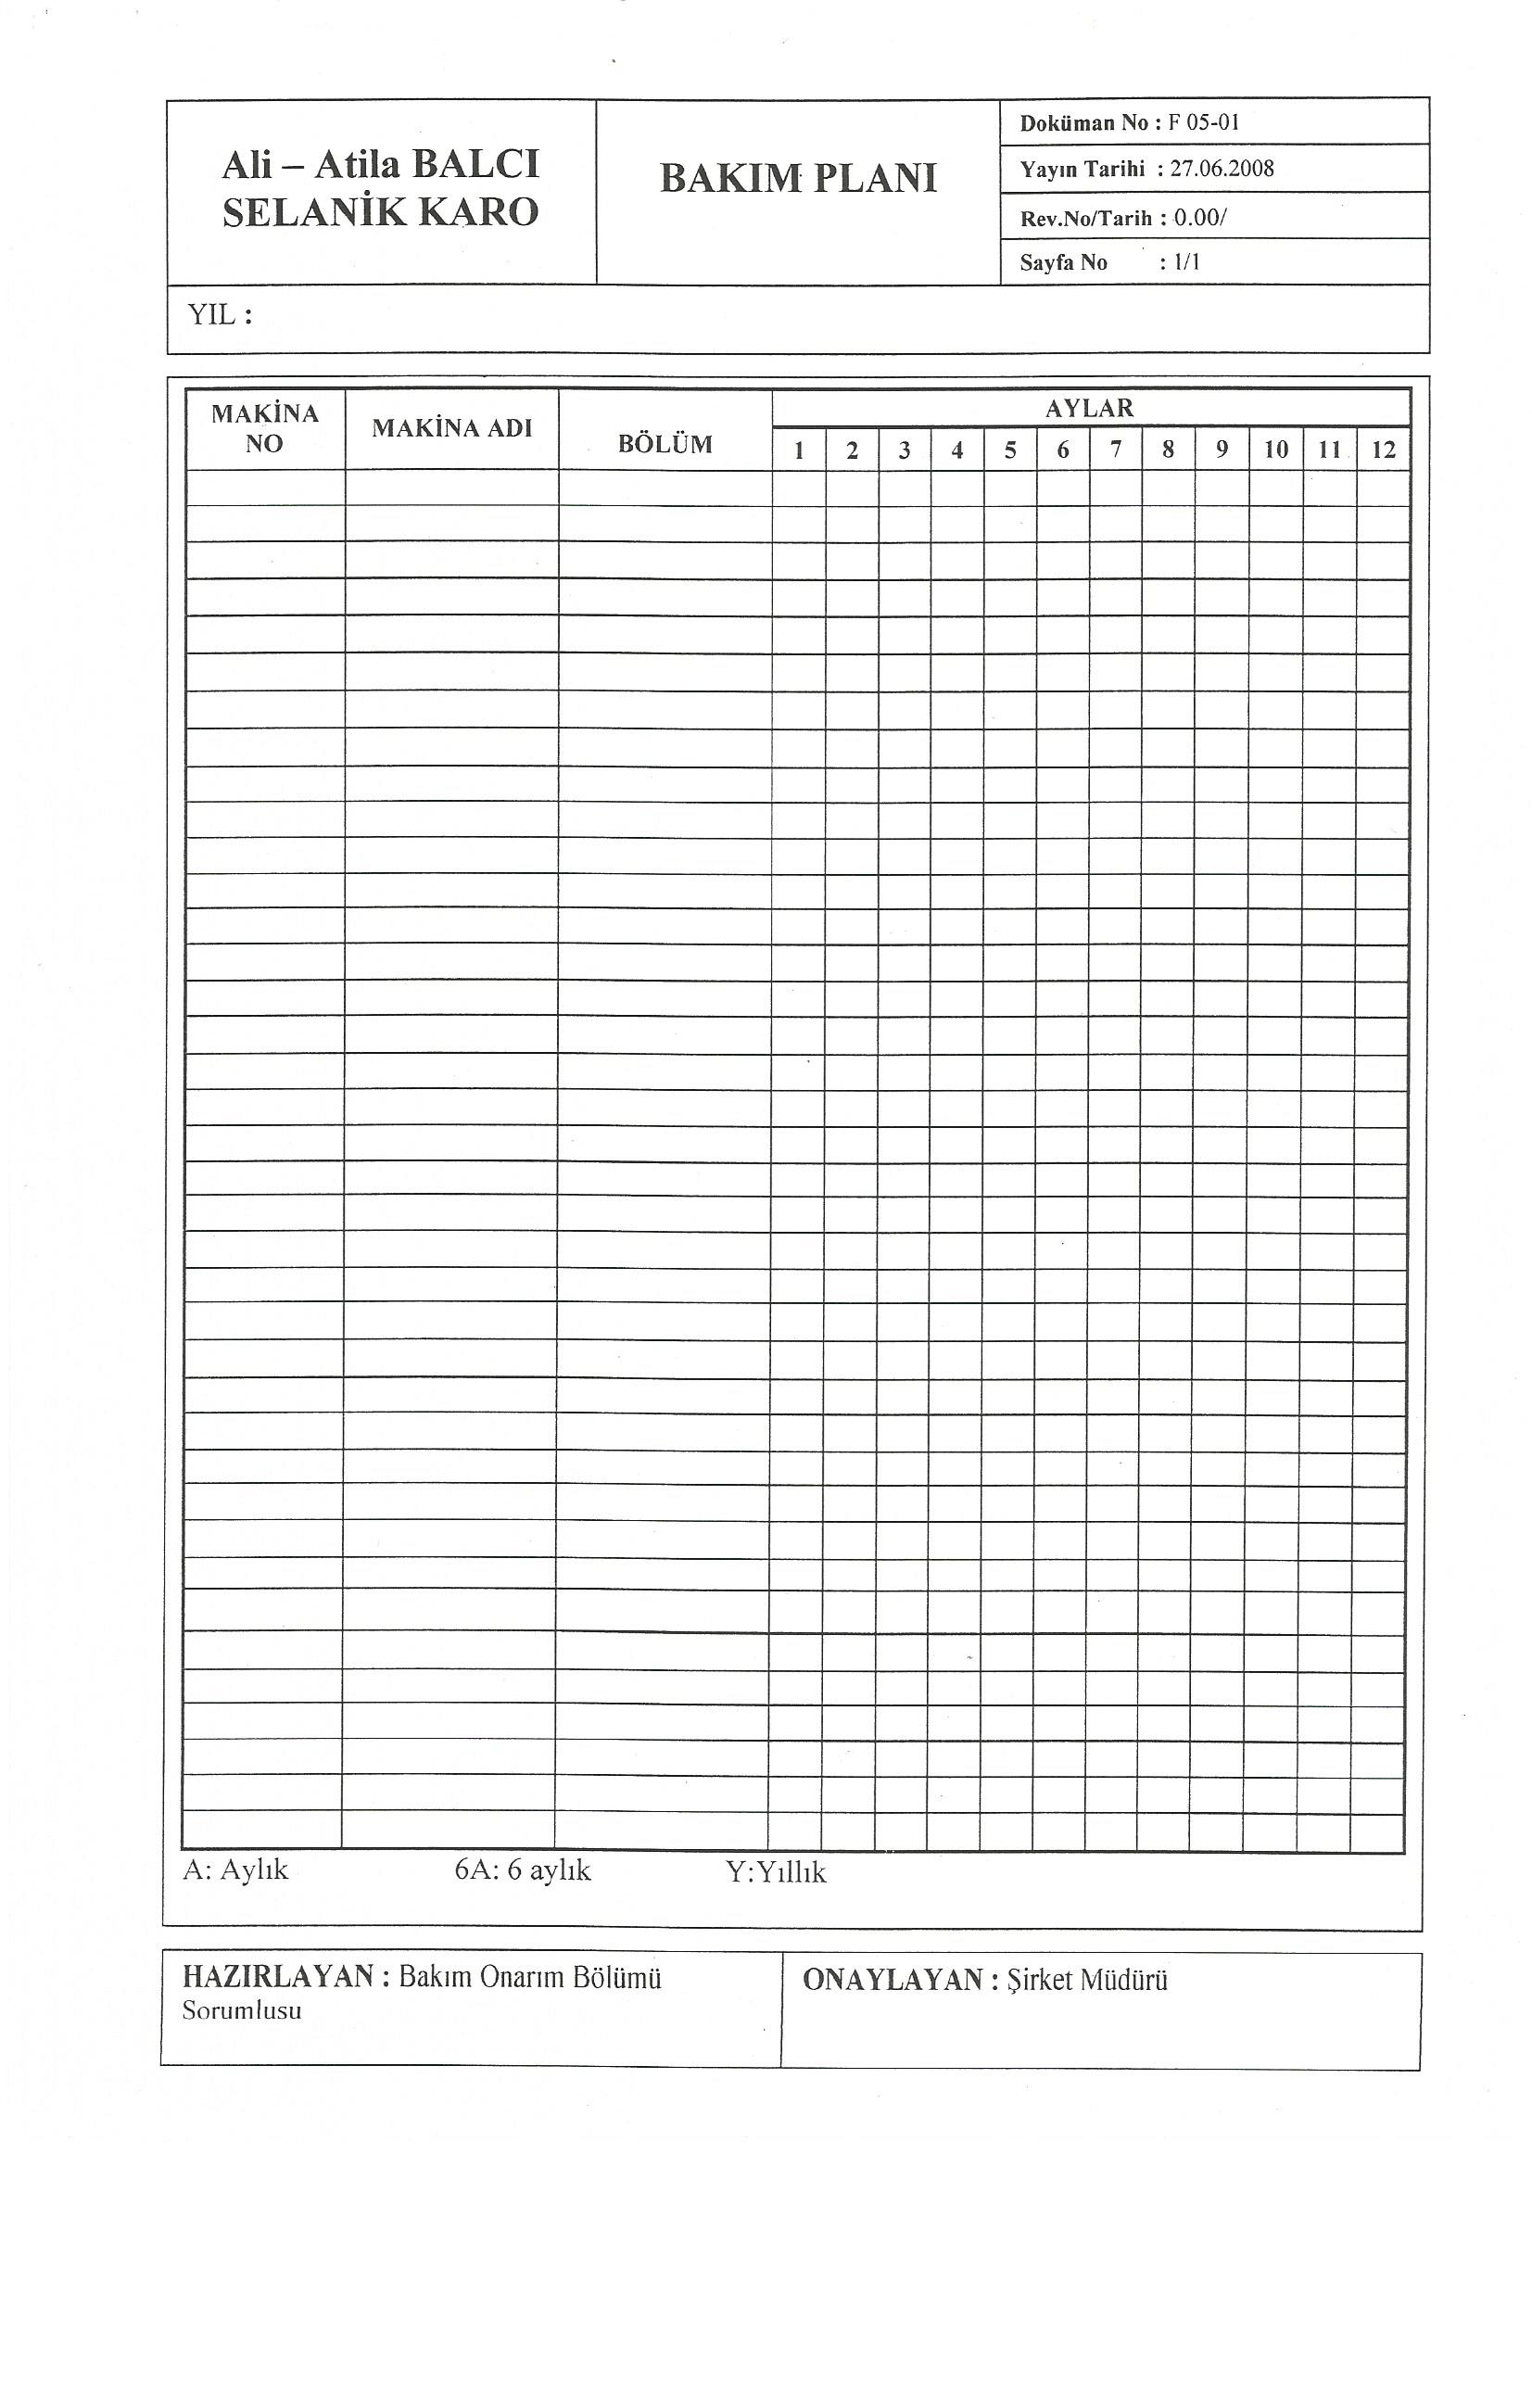 Ali – Atila BALCI
SELANİK KARO
BAKIM PLANI
Doküman No : F 05-01
Yayın Tarihi : 27.06.2008
Rev.No/Tarih : 0.00/
Sayfa No : 1/1
YIL :
MAKİNA
NO
MAKİNA ADI
BÖLÜM
AYLAR
1 2 3 4 5 6 7 8 9 10 11 12
A: Aylık 6A: 6 aylık Y:Yıllık
HAZIRLAYAN : Bakım Onarım Bölümü
Sorumlusu
ONAYLAYAN : Şirket Müdürü